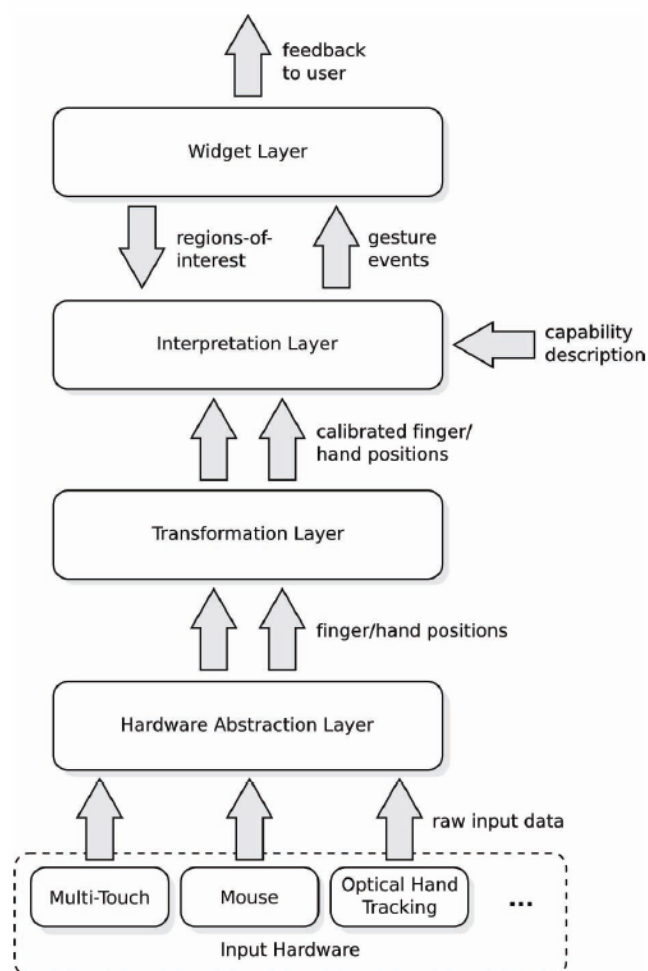 feedback
to user
Widget Layer
regions-of-
interest
gesture
events
Interpretation Layer
capability
description
calibrated finger/
hand positions
Transformation Layer
finger/hand positions
Hardware Abstraction Layer
raw input data
Multi-Touch
Mouse
Optical Hand
Tracking
...
Input Hardware